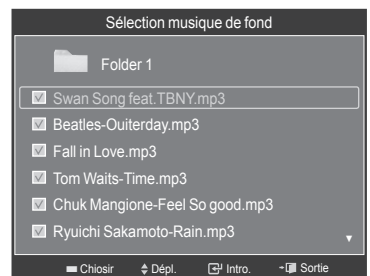 Sélection musique de fond
Folder 1
Swan Song feat.TBNY.mp3
Beatles-Ouiterday.mp3
Fall in Love.mp3
Tom Waits-Time.mp3
Chuk Mangione-Feel So good.mp3
Ryuichi Sakamoto-Rain.mp3
Chiosir Dépl. Intro. Sortie